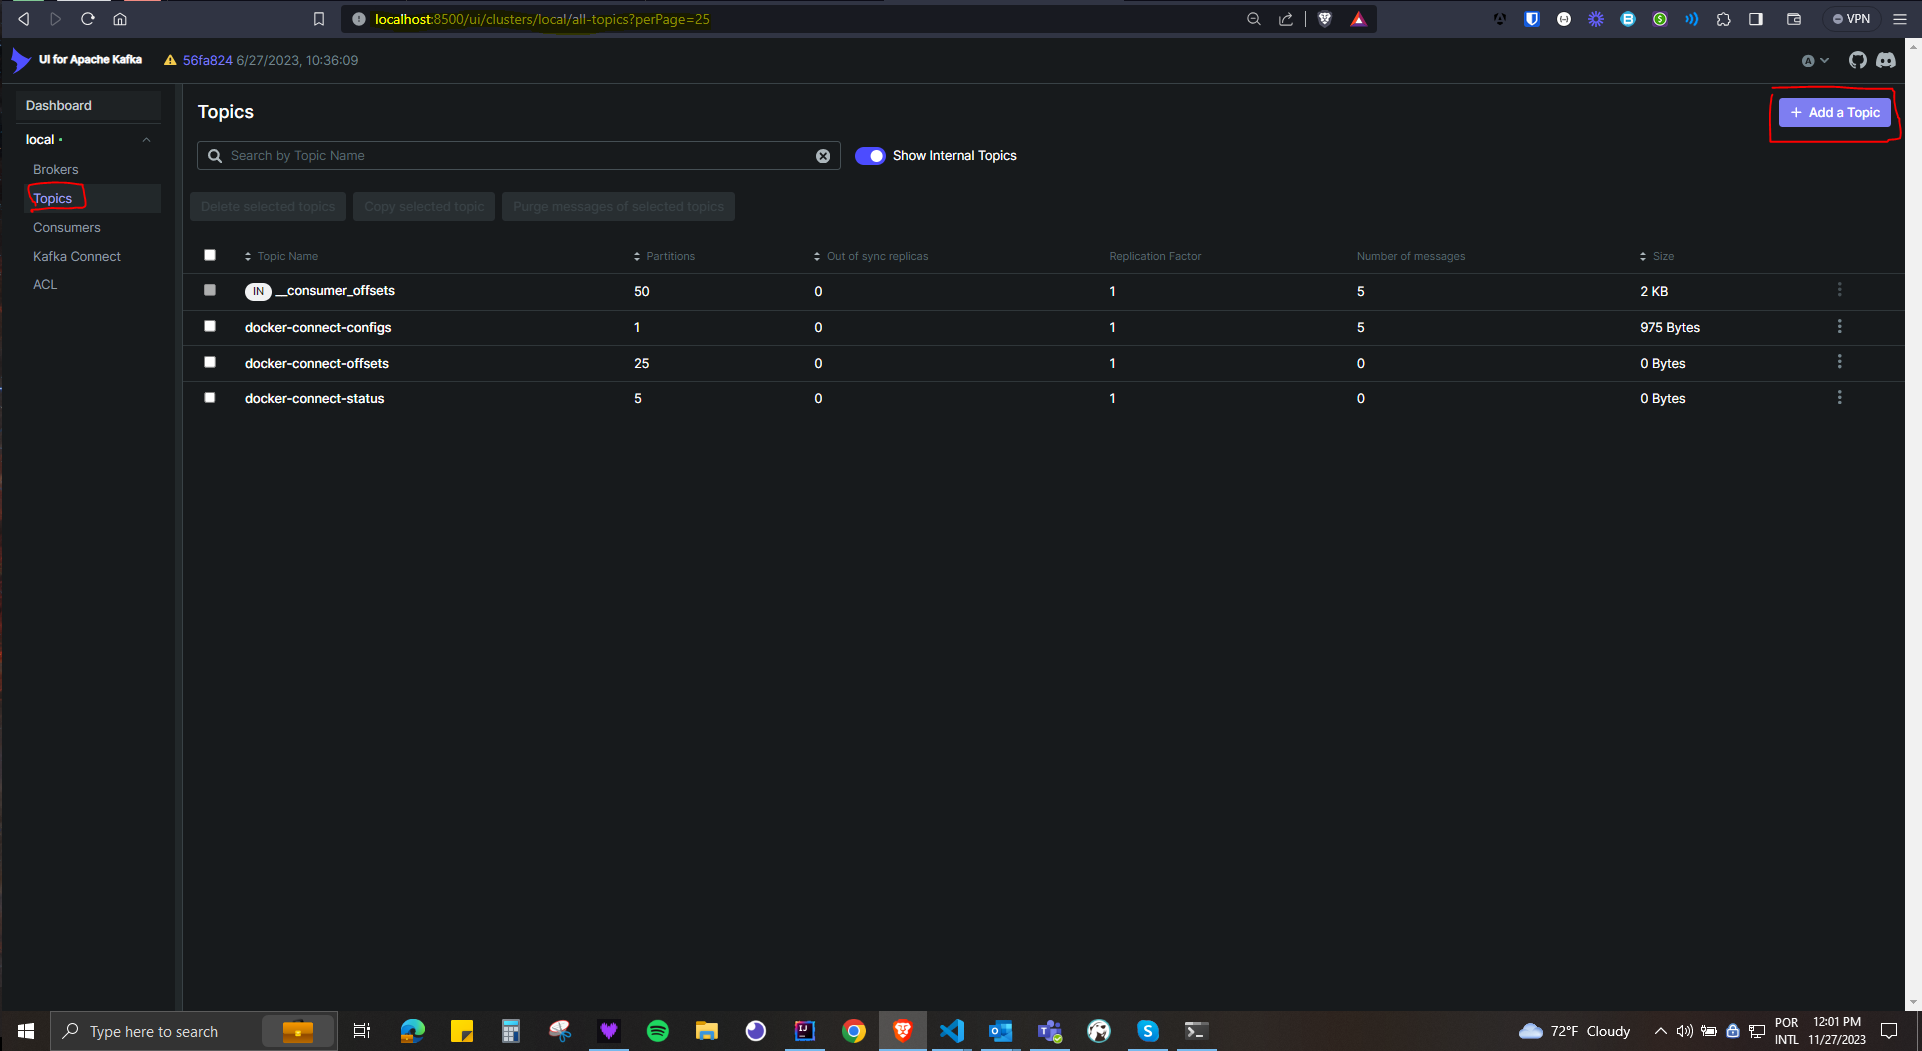 localhost:8500/ui/clusters/local/all-topics?perPage=25
VPN
UI for Apache Kafka
56fa824 6/27/2023, 10:36:09
A
Dashboard
local
Brokers
Topics
Consumers
Kafka Connect
ACL
Topics
+ Add a Topic
Search by Topic Name
Show Internal Topics
Delete selected topics Copy selected topic Purge messages of selected topics
Topic Name Partitions Out of sync replicas Replication Factor Number of messages Size
IN __consumer_offsets 50 0 1 5 2 KB
docker-connect-configs 1 0 1 5 975 Bytes
docker-connect-offsets 25 0 1 0 0 Bytes
docker-connect-status 5 0 1 0 0 Bytes
Type here to search
72°F Cloudy
POR
INTL
12:01 PM
11/27/2023